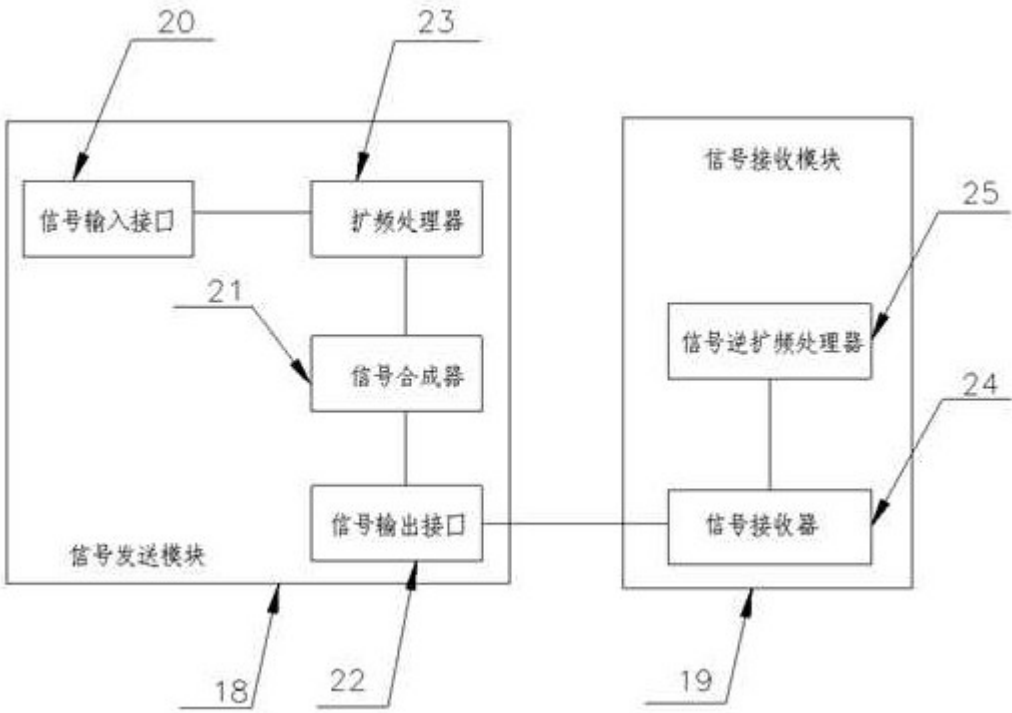 20
23
信号接收模块
25
信号输入接口
扩频处理器
21
信号逆扩频处理器
信号合成器
24
信号输出接口
信号接收器
信号发送模块
18
22
19